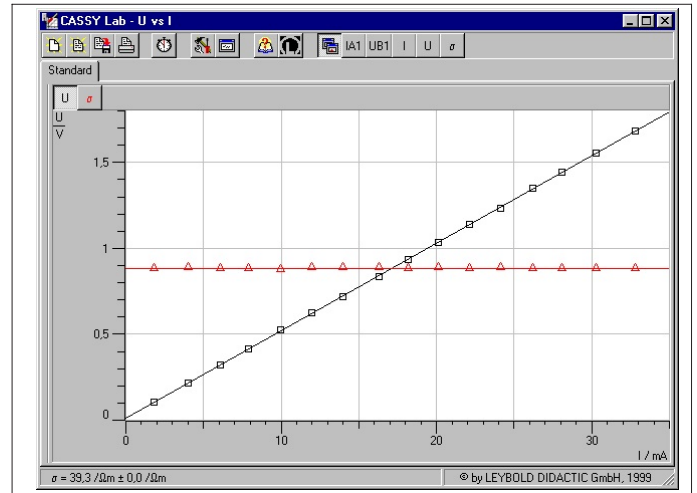 CASSY Lab - U vs I
IA1 UB1 I U σ
Standard
U σ
U
V
1,5
1
0,5
0
0 10 20 30
I / mA
σ = 39,3 /Ωm ± 0,0 /Ωm
© by LEYBOLD DIDACTIC GmbH, 1999